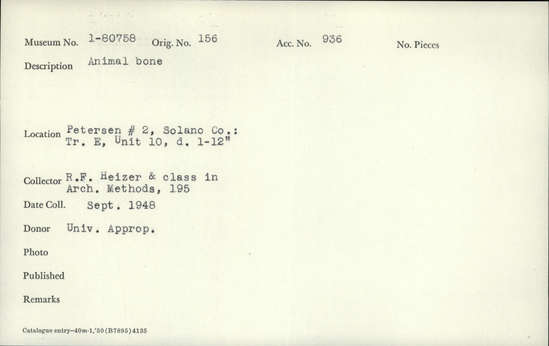 Museum No. 1-80758 Orig. No. 156 Acc. No. 936 No. Pieces
Description Animal bone
Location Petersen # 2, Solano Co.:
Tr. E, Unit 10, d. 1-12"
Collector R.F. Heizer & class in
Arch. Methods, 195
Date Coll. Sept. 1948
Donor Univ. Approp.
Photo
Published
Remarks
Catalogue entry—40m-1,'50(B7895)4135